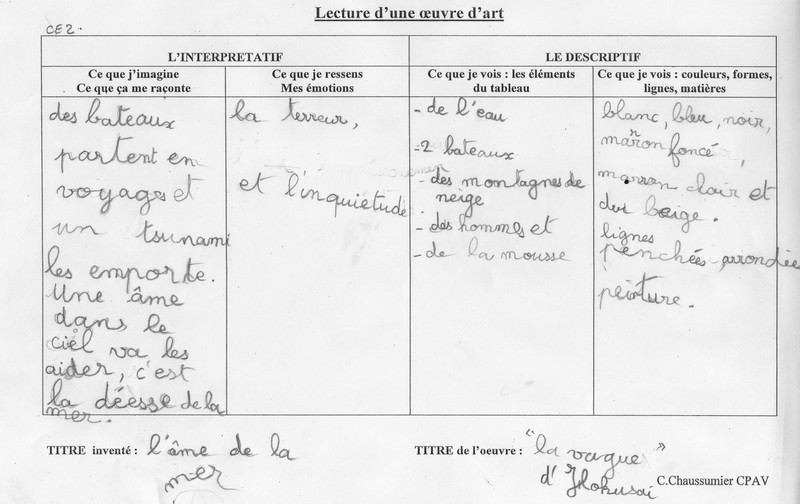 Lecture d'une œuvre d'art
CE2.
L'INTERPRETATIF
LE DESCRIPTIF
Ce que j'imagine
Ce que ça me raconte
Ce que je ressens
Mes émotions
Ce que je vois : les éléments
du tableau
Ce que je vois : couleurs, formes,
lignes, matières
des bateaux
partent en
voyages et
un tsunami
les emporte.
Une âme
dans le
ciel va les
aider, c'est
la déesse de la
mer.
la terreur,
et l'inquiétude
- de l'eau
- 2 bateaux
- des montagnes de
neige
- des hommes et
- de la mousse
blanc, bleu, noir,
marron foncé,
marron clair et
du beige.
lignes
penchées arrondie
peinture.
TITRE inventé : l'âme de la
mer
TITRE de l'oeuvre : "la vague"
d'Hokusai
C.Chaussumier CPAV